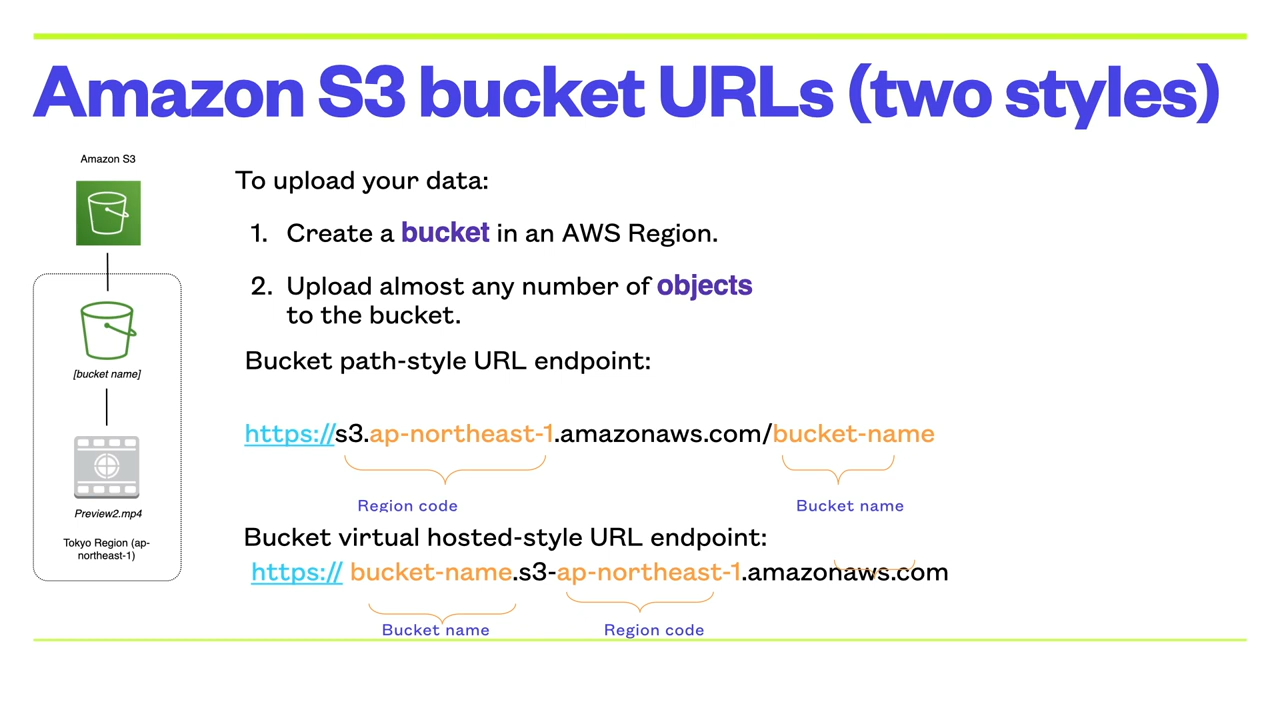 Amazon S3 bucket URLs (two styles)
Amazon S3
[bucket name]
Preview2.mp4
Tokyo Region (ap-
northeast-1)
To upload your data:
1. Create a bucket in an AWS Region.
2. Upload almost any number of objects
to the bucket.
Bucket path-style URL endpoint:
https://s3.ap-northeast-1.amazonaws.com/bucket-name
Region code
Bucket name
Bucket virtual hosted-style URL endpoint:
https:// bucket-name.s3-ap-northeast-1.amazonaws.com
Bucket name
Region code